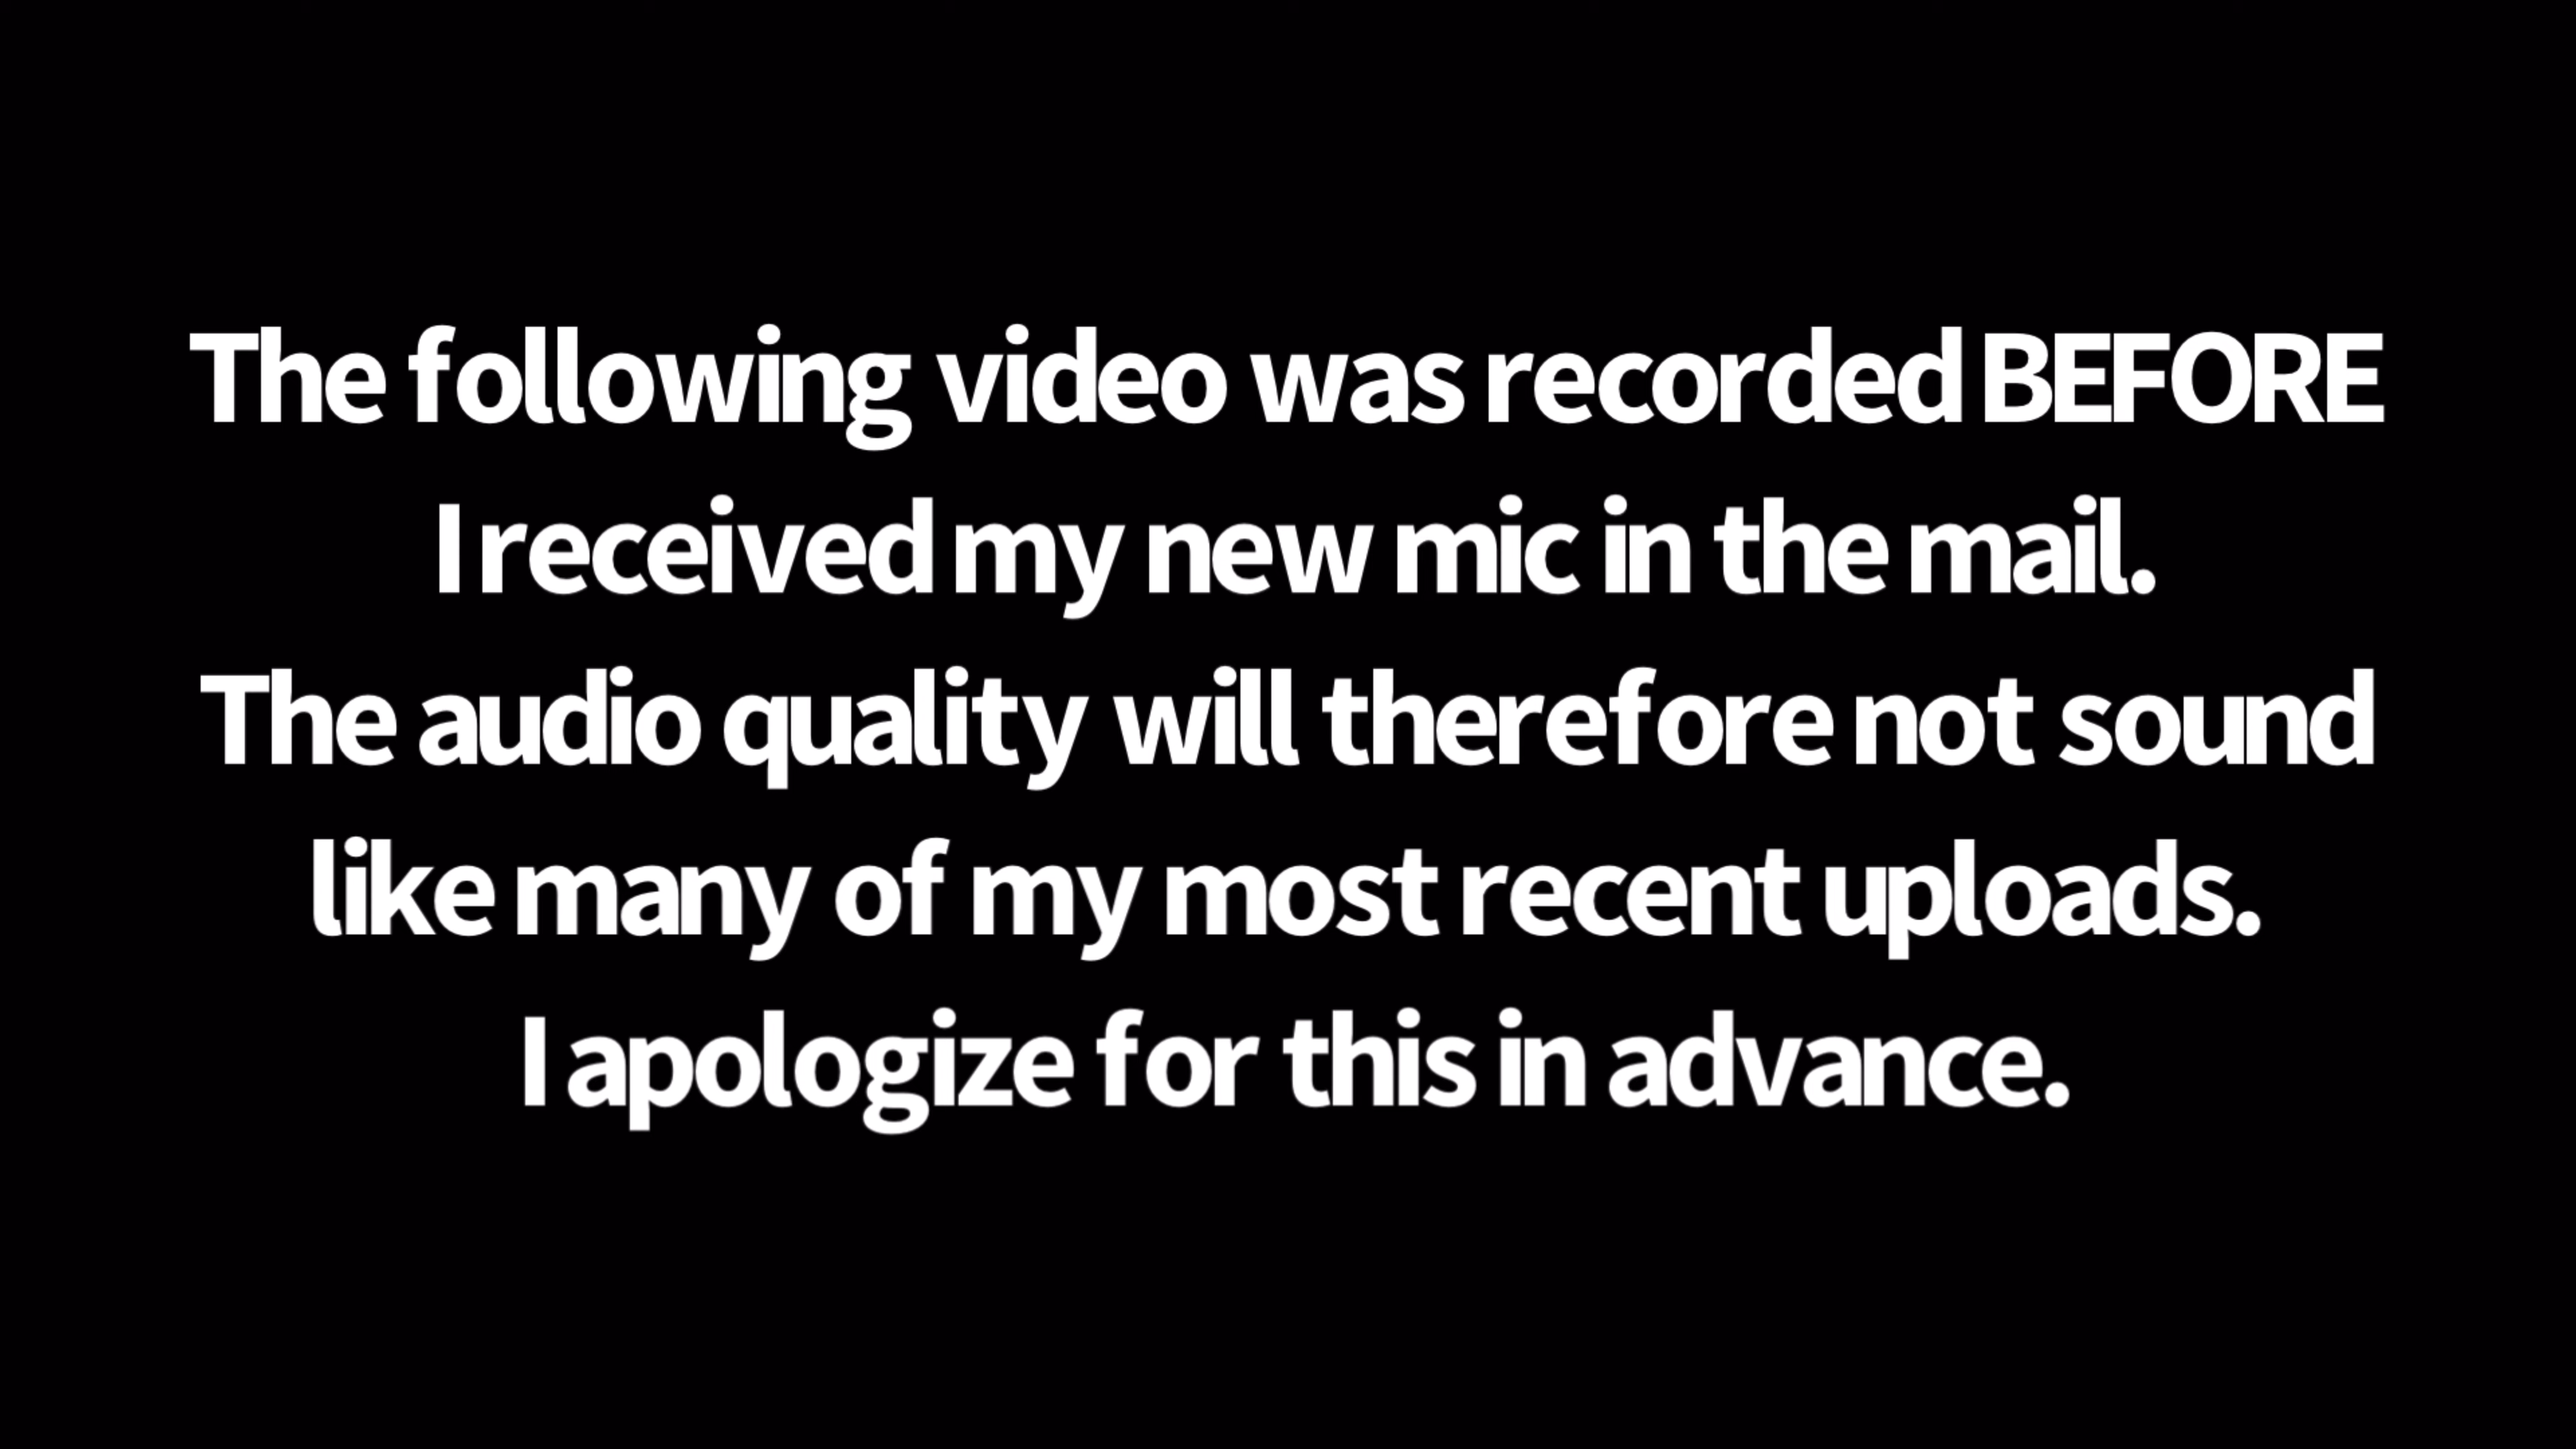 The following video was recorded BEFORE
I received my new mic in the mail.
The audio quality will therefore not sound
like many of my most recent uploads.
I apologize for this in advance.